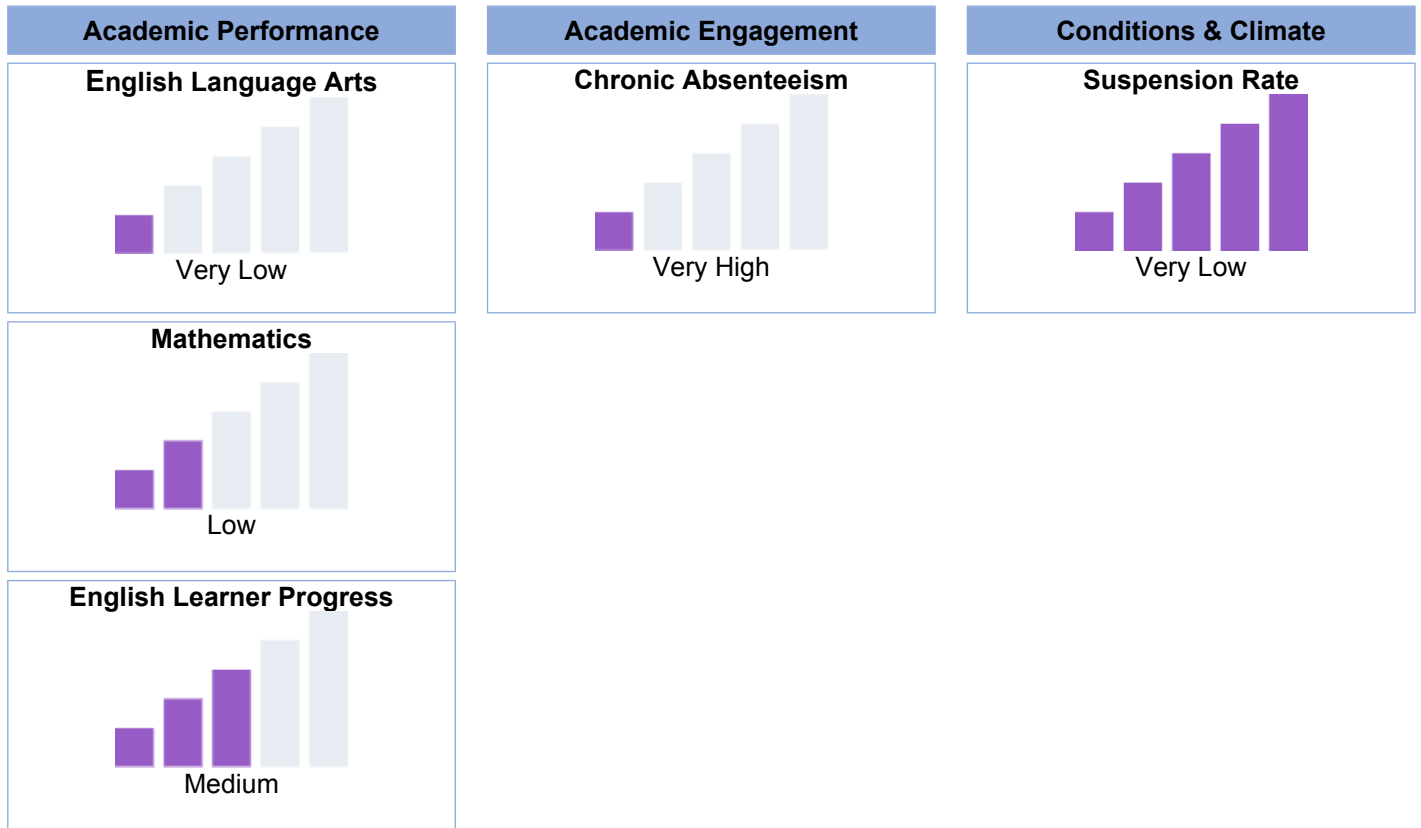 Academic Performance
Academic Engagement
Conditions & Climate
English Language Arts
Very Low
Chronic Absenteeism
Very High
Suspension Rate
Very Low
Mathematics
Low
English Learner Progress
Medium